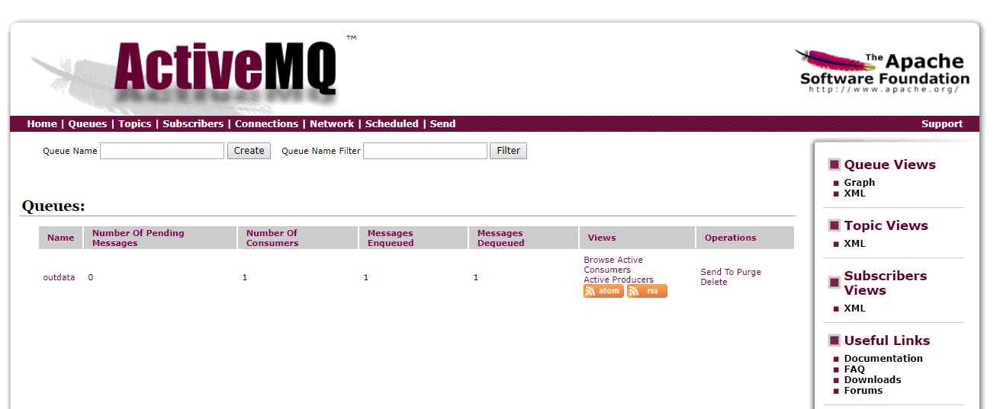 ActiveMQ ™
The Apache
Software Foundation
http://www.apache.org/
Home | Queues | Topics | Subscribers | Connections | Network | Scheduled | Send
Support
Queue Name Create Queue Name Filter Filter
Queues:
Name Number Of Pending Messages Number Of Consumers Messages Enqueued Messages Dequeued Views Operations
outdata 0 1 1 1
Browse Active
Consumers
Active Producers
atom rss
Send To Purge
Delete
Queue Views
Graph
XML
Topic Views
XML
Subscribers
Views
XML
Useful Links
Documentation
FAQ
Downloads
Forums